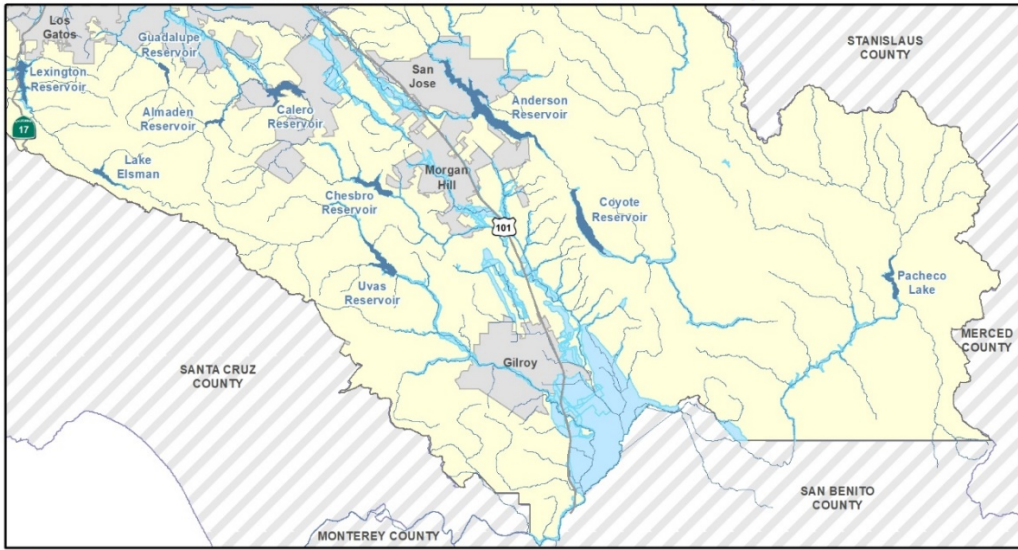 Los
Gatos
Guadalupe
Reservoir
STANISLAUS
COUNTY
Lexington
Reservoir
San
Jose
Almaden
Reservoir
Calero
Reservoir
Anderson
Reservoir
17
Lake
Elsman
Morgan
Hill
Chesbro
Reservoir
Coyote
Reservoir
101
Uvas
Reservoir
Pacheco
Lake
MERCED
COUNTY
SANTA CRUZ
COUNTY
Gilroy
SAN BENITO
COUNTY
MONTEREY COUNTY